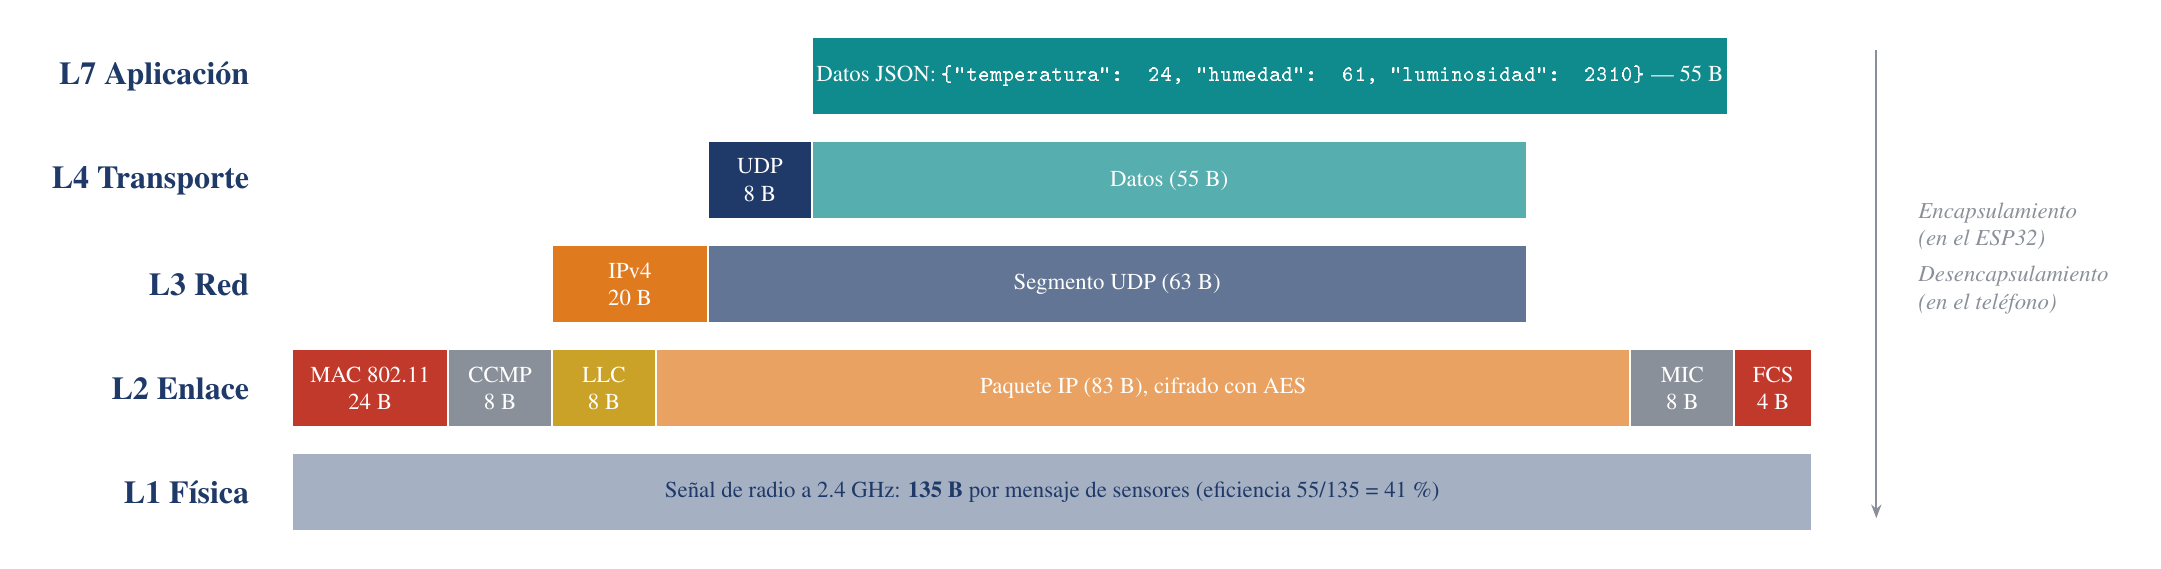 L7 Aplicación
Datos JSON: {"temperatura": 24, "humedad": 61, "luminosidad": 2310} — 55 B
L4 Transporte
UDP
8 B
Datos (55 B)
L3 Red
IPv4
20 B
Segmento UDP (63 B)
Encapsulamiento
(en el ESP32)
Desencapsulamiento
(en el teléfono)
L2 Enlace
MAC 802.11
24 B
CCMP
8 B
LLC
8 B
Paquete IP (83 B), cifrado con AES
MIC
8 B
FCS
4 B
L1 Física
Señal de radio a 2.4 GHz: 135 B por mensaje de sensores (eficiencia 55/135 = 41 %)